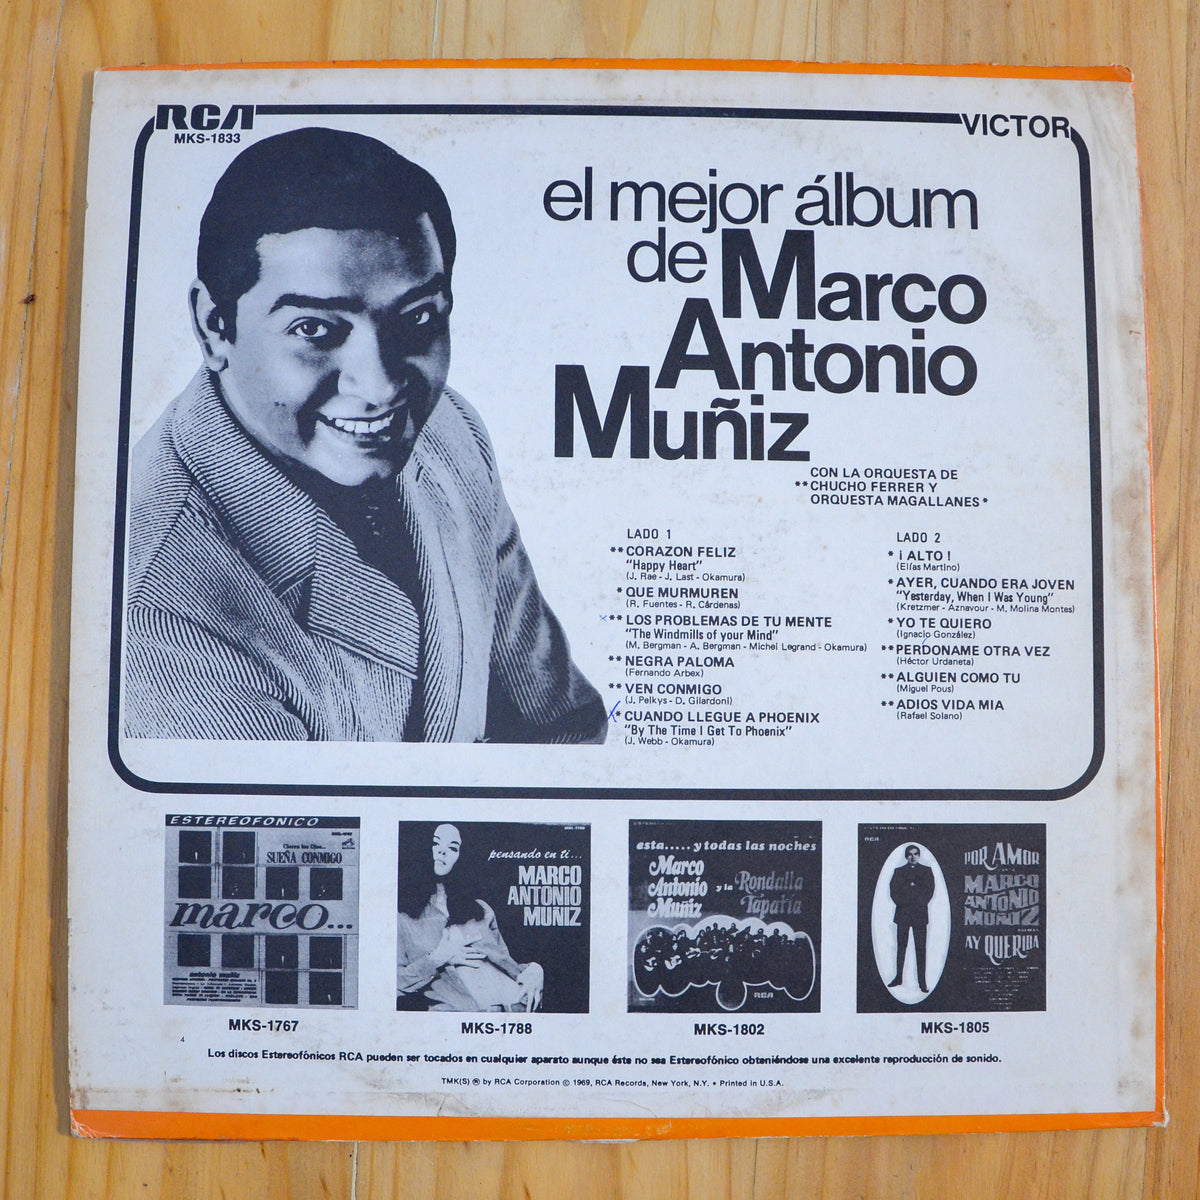 RCA
VICTOR
MKS-1833
el mejor álbum
de Marco
Antonio
Muñiz
CON LA ORQUESTA DE
**CHUCHO FERRER Y
ORQUESTA MAGALLANES*
LADO 1
**CORAZON FELIZ
"Happy Heart"
(J. Rae - J. Last - Okamura)
*QUE MURMUREN
(R. Fuentes - R. Cárdenas)
**LOS PROBLEMAS DE TU MENTE
"The Windmills of your Mind"
(M. Bergman - A. Bergman - Michel Legrand - Okamura)
**NEGRA PALOMA
(Fernando Arbex)
**VEN CONMIGO
(J. Pelkys - D. Gilardoni)
*CUANDO LLEGUE A PHOENIX
"By The Time I Get To Phoenix"
(J. Webb - Okamura)
LADO 2
*¡ ALTO !
(Elías Martino)
*AYER, CUANDO ERA JOVEN
"Yesterday, When I Was Young"
(Kretzmer - Aznavour - M. Molina Montes)
*YO TE QUIERO
(Ignacio González)
**PERDONAME OTRA VEZ
(Héctor Urdaneta)
**ALGUIEN COMO TU
(Miguel Pous)
**ADIOS VIDA MIA
(Rafael Solano)
ESTEREOFONICO
Cierra los Ojos...
SUEÑA CONMIGO
marco...
antonio muñiz
MKS-1767
pensando en ti...
MARCO
ANTONIO
MUÑIZ
MKS-1788
esta.....y todas las noches
Marco
Antonio
Muñiz
y la
Rondalla
Tapatía
RCA
MKS-1802
RCA
POR AMOR
MARCO
ANTONIO
MUÑIZ
AY QUERIDA
MKS-1805
4
Los discos Estereofónicos RCA pueden ser tocados en cualquier aparato aunque éste no sea Estereofónico obteniéndose una excelente reproducción de sonido.
TMK(S) ® by RCA Corporation © 1969, RCA Records, New York, N.Y. • Printed in U.S.A.